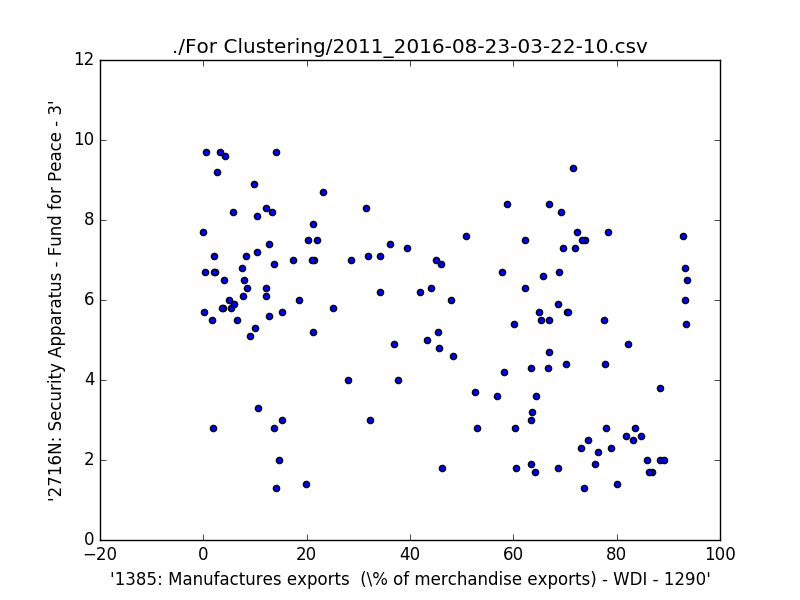 ./For Clustering/2011_2016-08-23-03-22-10.csv
12
10
8
6
4
2
0
'2716N: Security Apparatus - Fund for Peace - 3'
−20 0 20 40 60 80 100
'1385: Manufactures exports  (\% of merchandise exports) - WDI - 1290'